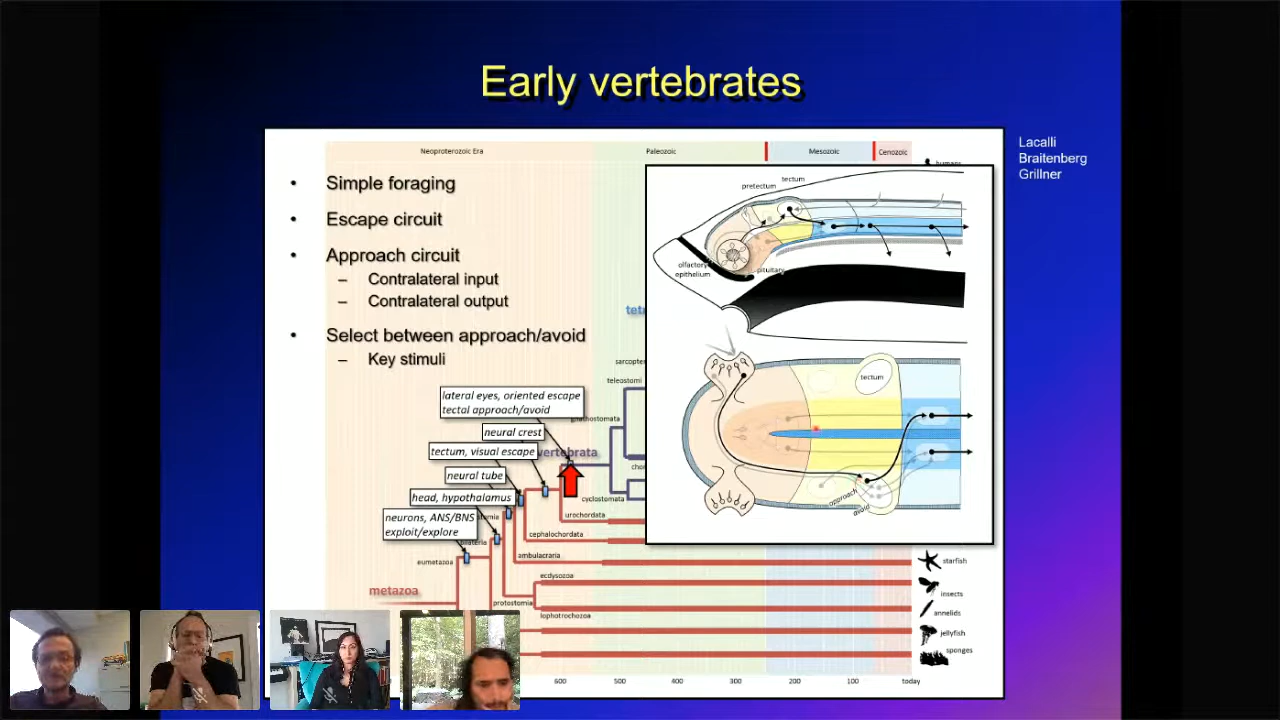 Early vertebrates
Lacalli
Braitenberg
Grillner
Neoproterozoic Era
Paleozoic
Mesozoic
Cenozoic
• Simple foraging
• Escape circuit
• Approach circuit
– Contralateral input
– Contralateral output
• Select between approach/avoid
– Key stimuli
humans
tectum
pretectum
olfactory
epithelium
pituitary
tectum
approach
avoid
sarcopter
teleostomi
gnathostomata
lateral eyes, oriented escape
tectal approach/avoid
neural crest
vertebrata
tectum, visual escape
neural tube
cyclostomata
head, hypothalamus
urochordata
neurons, ANS/BNS
exploit/explore
bilateria
cephalochordata
eumetazoa
ambulacraria
starfish
ecdysozoa
insects
metazoa
protostomia
lophotrochozoa
annelids
jellyfish
sponges
600
500
400
300
200
100
today